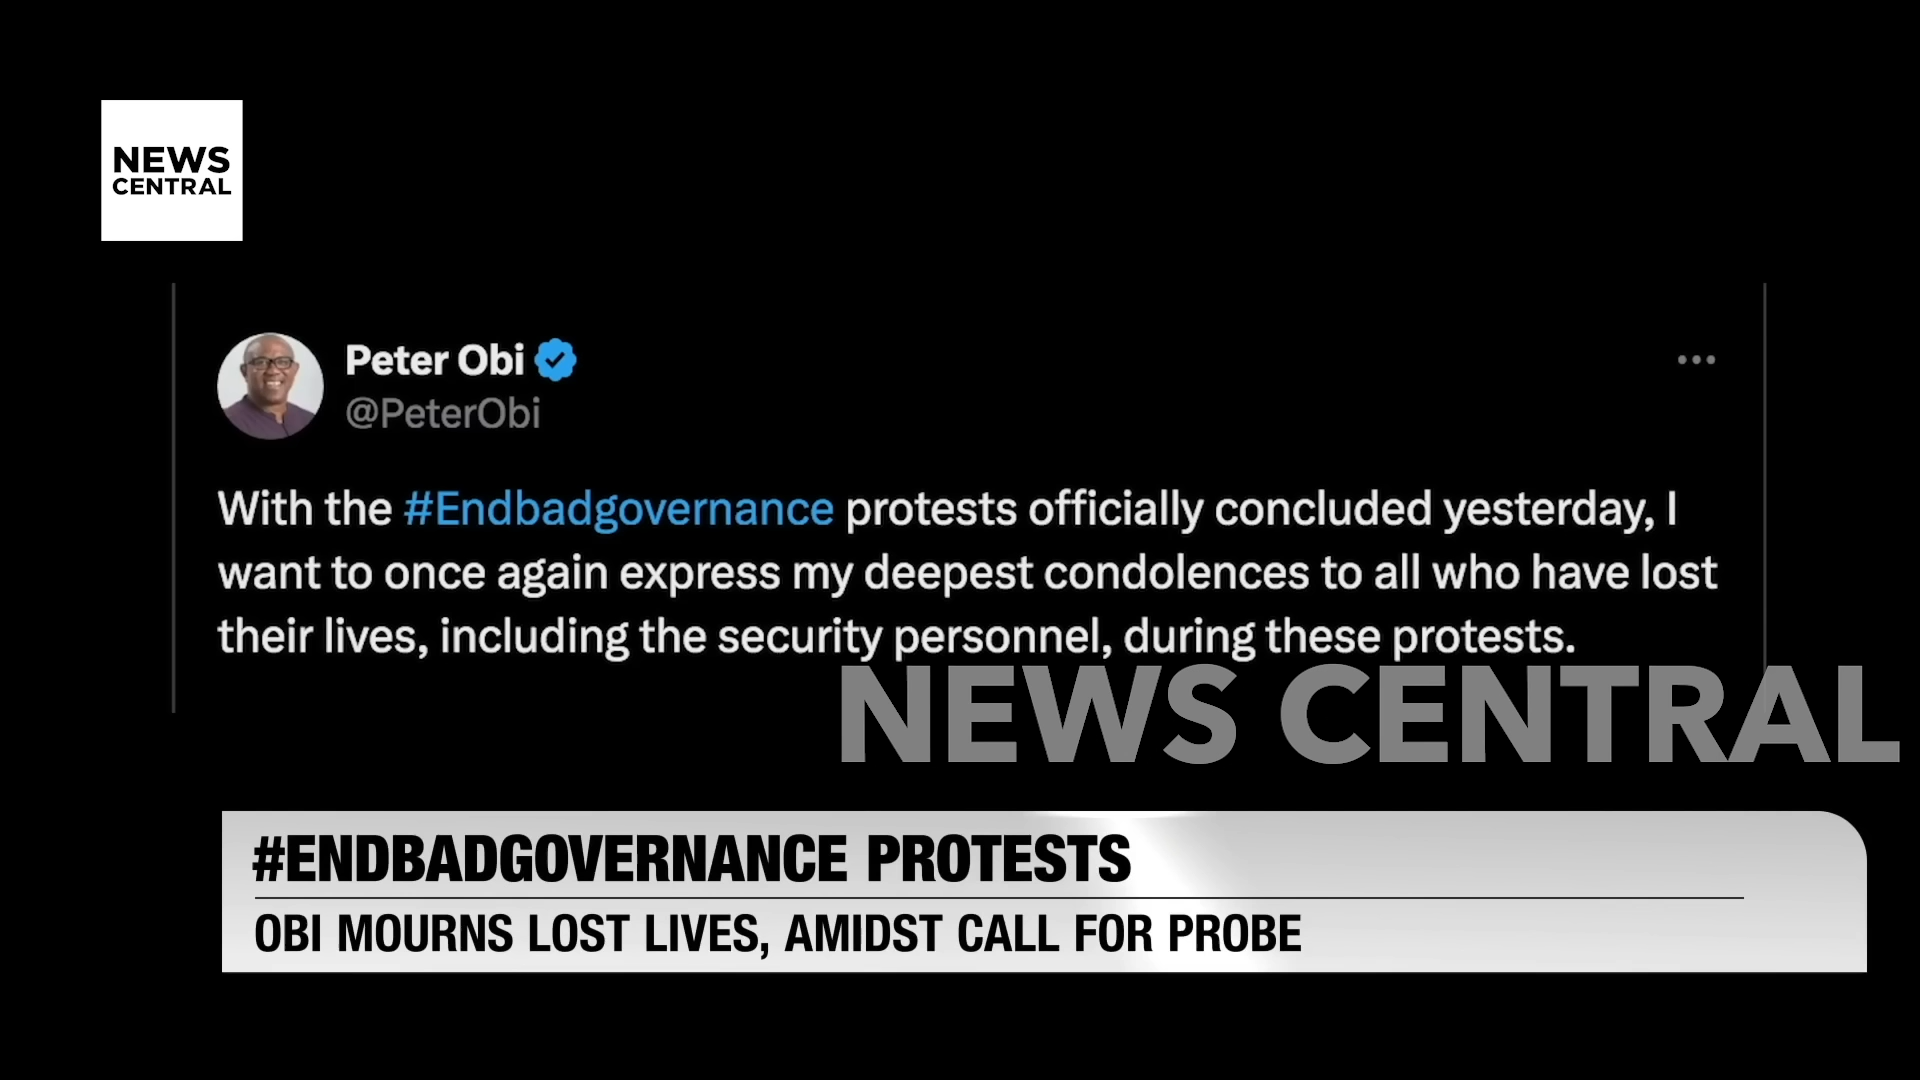 NEWS
CENTRAL
Peter Obi
@PeterObi
With the #Endbadgovernance protests officially concluded yesterday, I
want to once again express my deepest condolences to all who have lost
their lives, including the security personnel, during these protests.
NEWS CENTRAL
#ENDBADGOVERNANCE PROTESTS
OBI MOURNS LOST LIVES, AMIDST CALL FOR PROBE